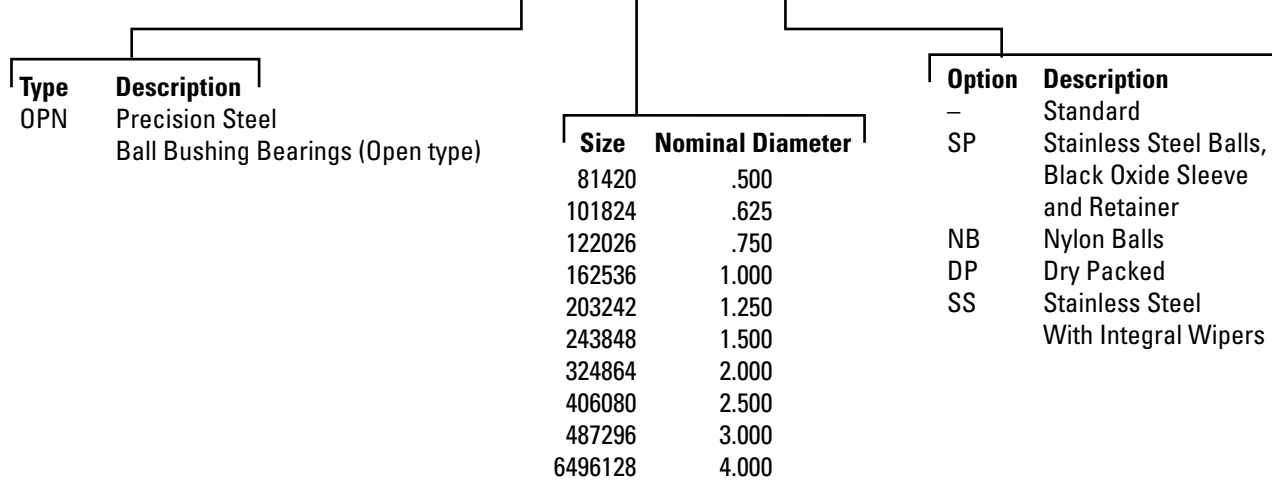 Type Description
OPN Precision Steel
Ball Bushing Bearings (Open type)
Size Nominal Diameter
81420 .500
101824 .625
122026 .750
162536 1.000
203242 1.250
243848 1.500
324864 2.000
406080 2.500
487296 3.000
6496128 4.000
Option Description
– Standard
SP Stainless Steel Balls,
Black Oxide Sleeve
and Retainer
NB Nylon Balls
DP Dry Packed
SS Stainless Steel
With Integral Wipers